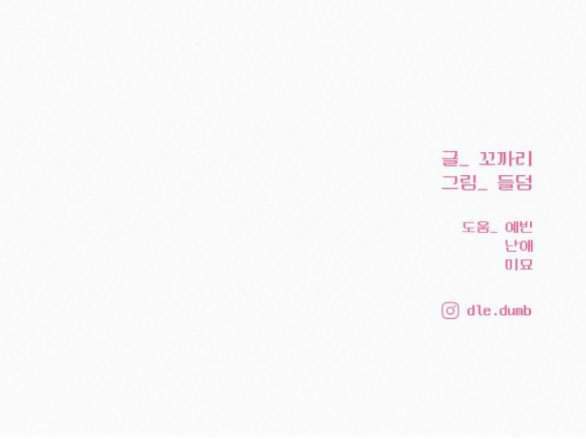 글_ 꼬까리
그림_ 들덤
도움_ 예빈
난애
미묘
dle.dumb